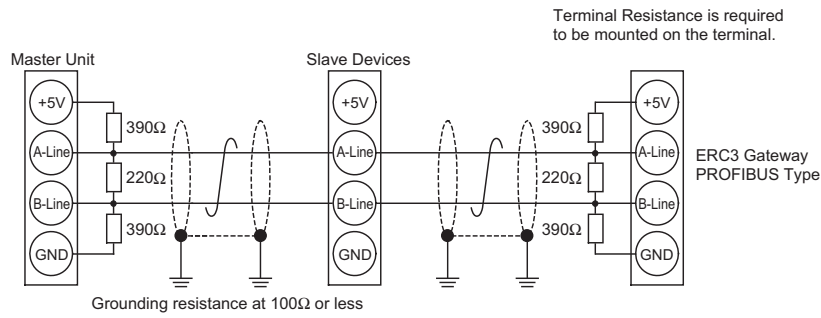 Terminal Resistance is required
to be mounted on the terminal.
Master Unit
Slave Devices
+5V
+5V
+5V
390Ω
390Ω
A-Line
A-Line
A-Line
ERC3 Gateway
PROFIBUS Type
220Ω
220Ω
B-Line
B-Line
B-Line
390Ω
390Ω
GND
GND
GND
Grounding resistance at 100Ω or less